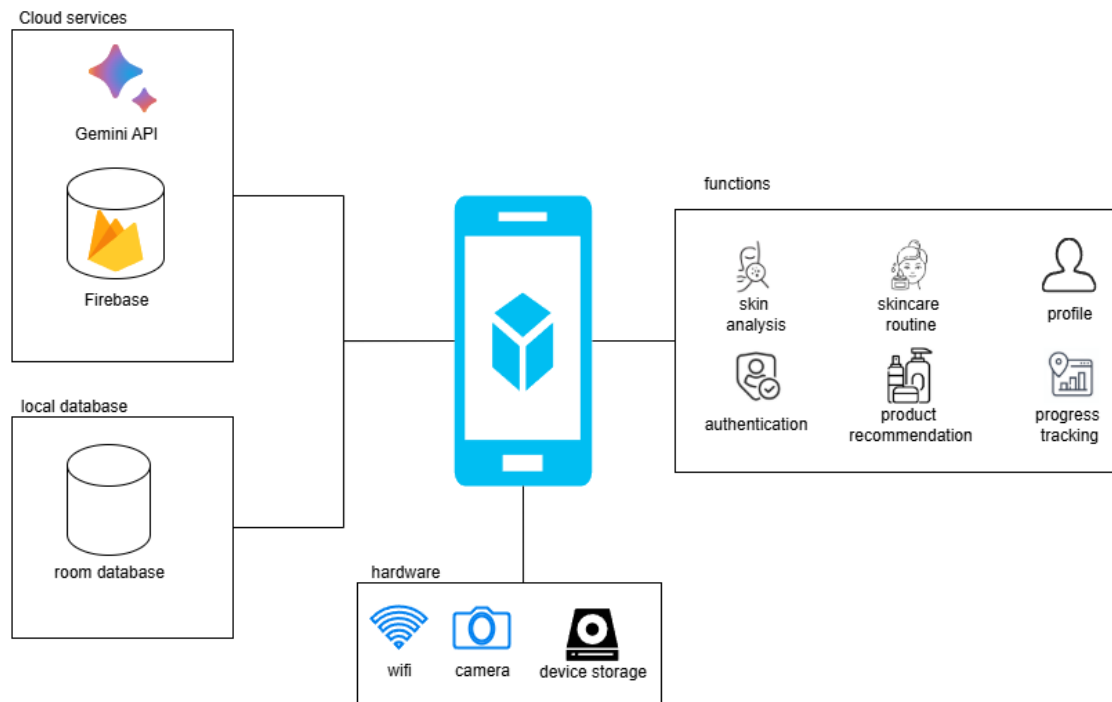 Cloud services
Gemini API
Firebase
local database
room database
functions
skin
analysis
skincare
routine
profile
authentication
product
recommendation
progress
tracking
hardware
wifi
camera
device storage